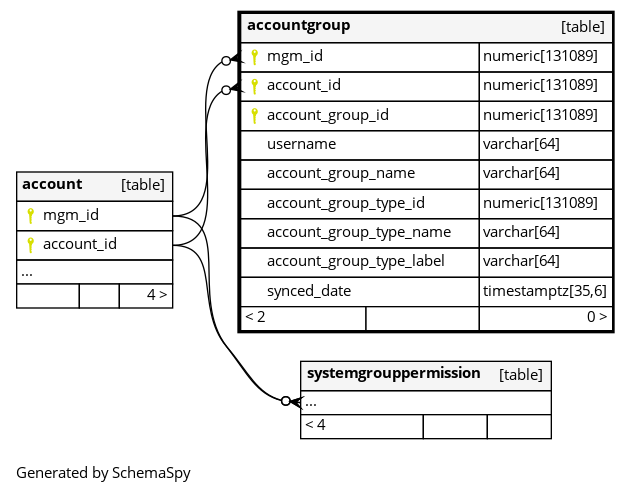 accountgroup [table]
mgm_id numeric[131089]
account_id numeric[131089]
account_group_id numeric[131089]
username varchar[64]
account_group_name varchar[64]
account_group_type_id numeric[131089]
account_group_type_name varchar[64]
account_group_type_label varchar[64]
synced_date timestamptz[35,6]
< 2 0 >
account [table]
mgm_id
account_id
...
4 >
systemgrouppermission [table]
...
< 4
Generated by SchemaSpy